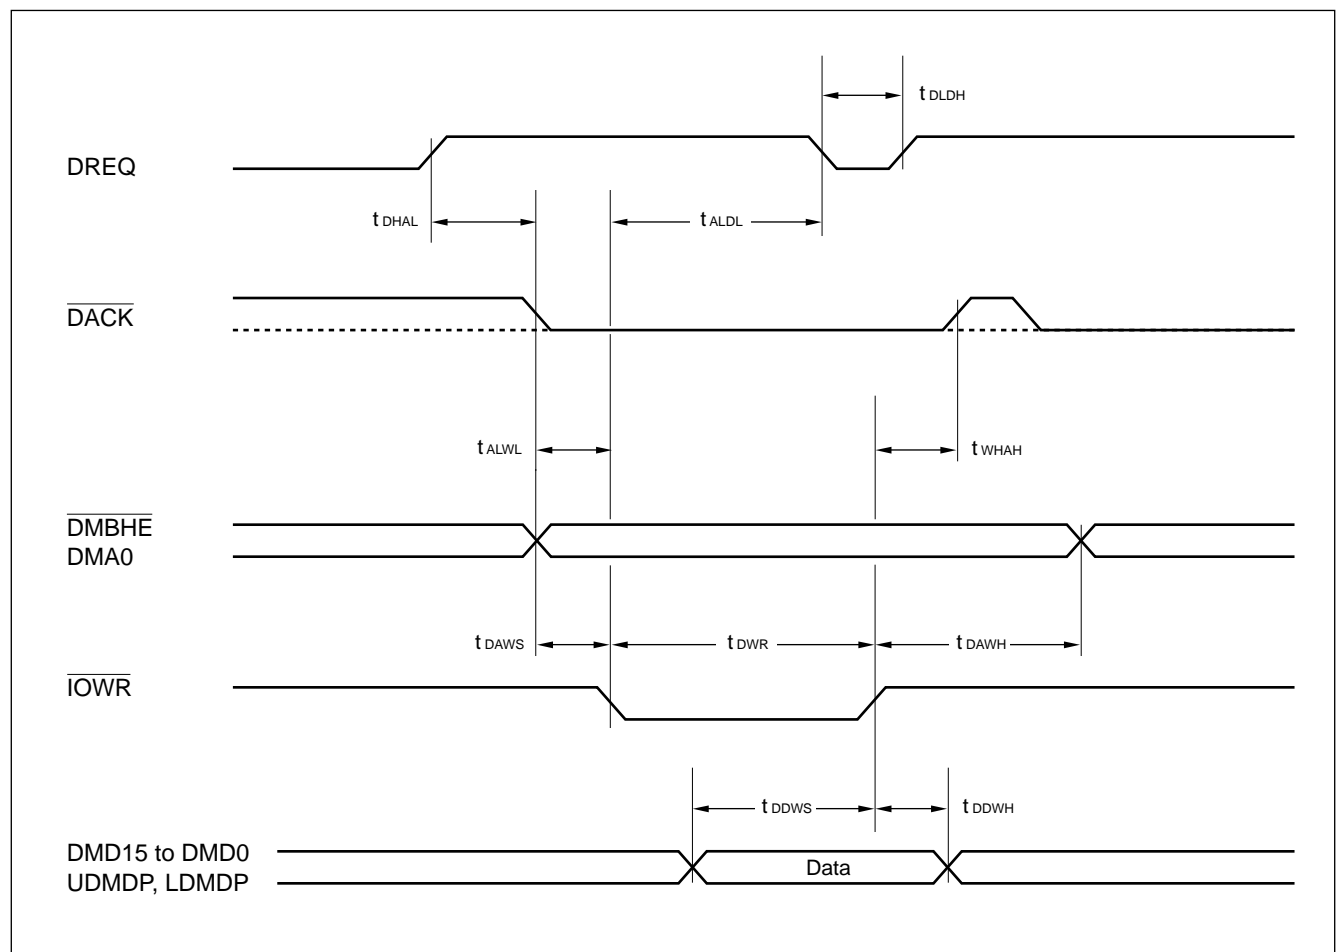 t DLDH
DREQ
t DHAL
t ALDL
DACK
t ALWL
t WHAH
DMBHE
DMA0
t DAWS
t DWR
t DAWH
IOWR
t DDWS
t DDWH
DMD15 to DMD0
UDMDP, LDMDP
Data